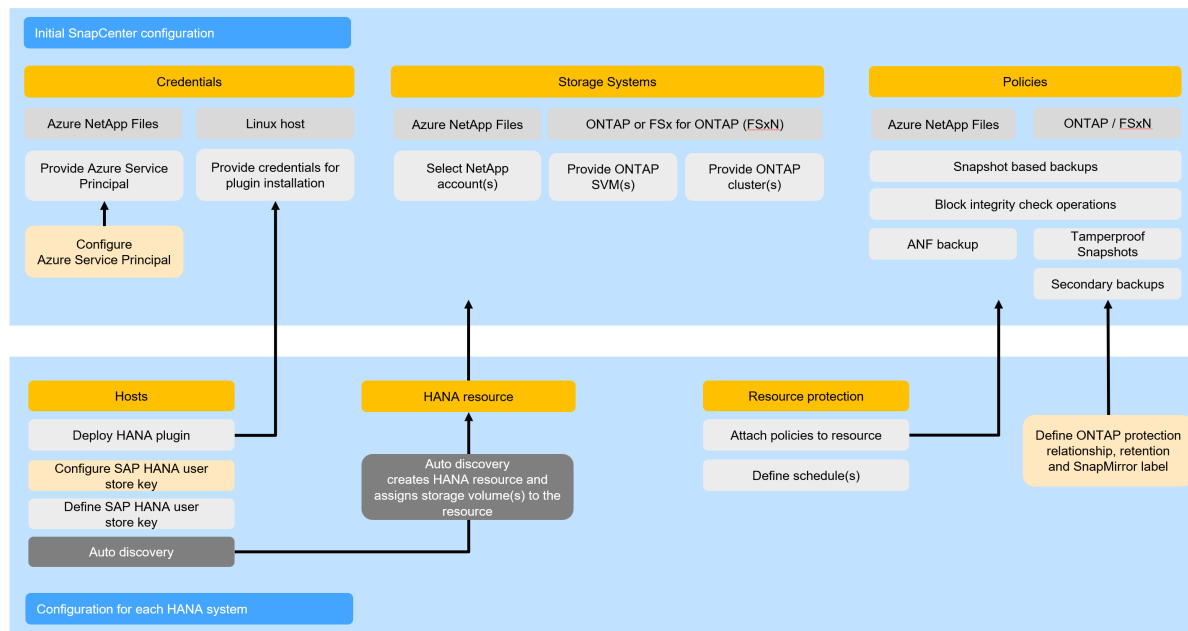 Initial SnapCenter configuration
Credentials
Storage Systems
Policies
Azure NetApp Files
Linux host
Azure NetApp Files
ONTAP or FSx for ONTAP (FSxN)
Azure NetApp Files
ONTAP / FSxN
Provide Azure Service
Principal
Provide credentials for
plugin installation
Select NetApp
account(s)
Provide ONTAP
SVM(s)
Provide ONTAP
cluster(s)
Snapshot based backups
Block integrity check operations
Configure
Azure Service Principal
ANF backup
Tamperproof
Snapshots
Secondary backups
Hosts
HANA resource
Resource protection
Deploy HANA plugin
Attach policies to resource
Define ONTAP protection
relationship, retention
and SnapMirror label
Configure SAP HANA user
store key
Auto discovery
creates HANA resource and
assigns storage volume(s) to the
resource
Define schedule(s)
Define SAP HANA user
store key
Auto discovery
Configuration for each HANA system